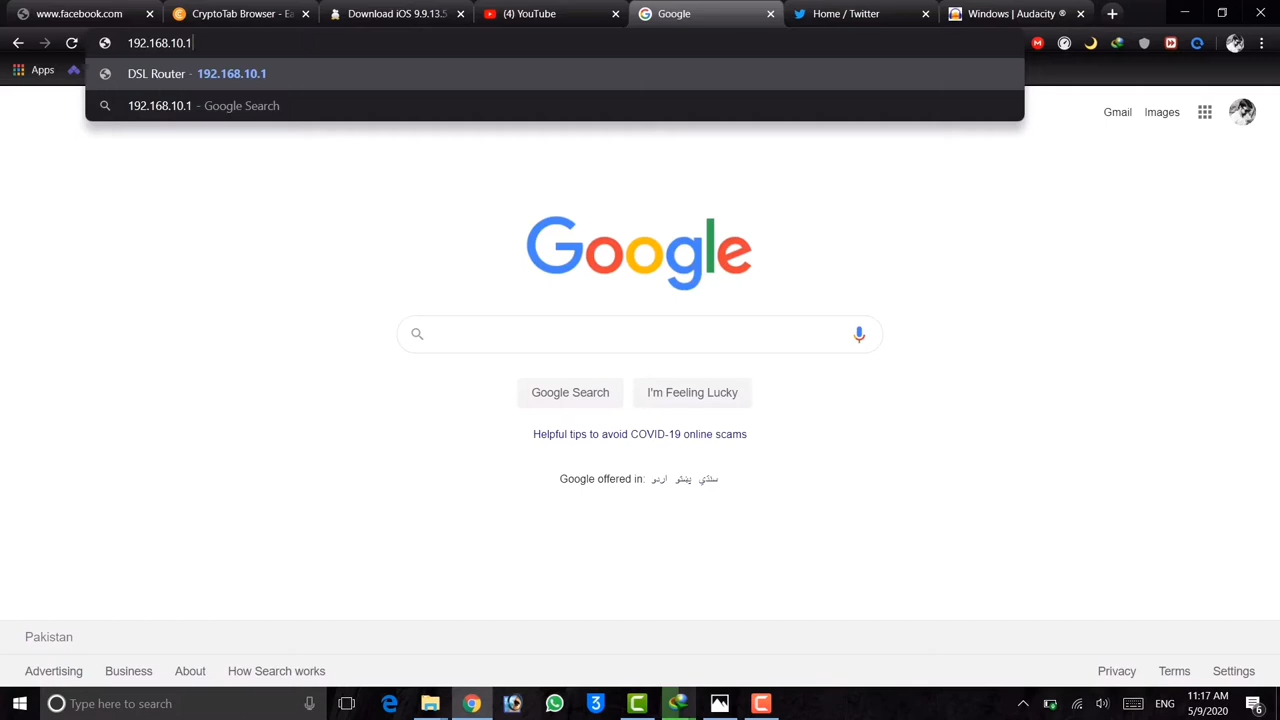 www.facebook.com
CryptoTab Browser - Ea
Download iOS 9.9.13.5
(4) YouTube
Google
Home / Twitter
Windows | Audacity ®
192.168.10.1
Apps
DSL Router - 192.168.10.1
192.168.10.1 - Google Search
Gmail
Images
Google
Google Search
I'm Feeling Lucky
Helpful tips to avoid COVID-19 online scams
Google offered in: اردو پښتو سنڌي
Pakistan
Advertising
Business
About
How Search works
Privacy
Terms
Settings
Type here to search
ENG
11:17 AM
5/9/2020
6